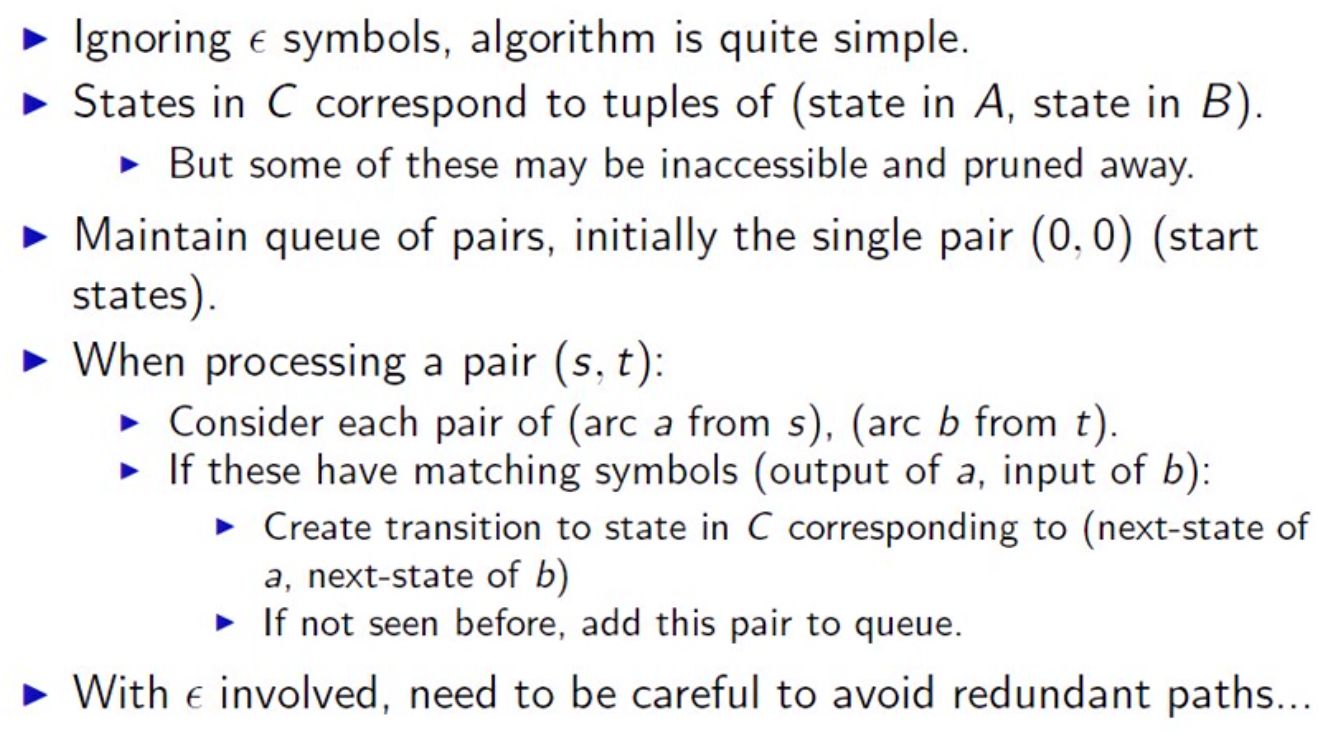 Ignoring ϵ symbols, algorithm is quite simple.
States in C correspond to tuples of (state in A, state in B).
But some of these may be inaccessible and pruned away.
Maintain queue of pairs, initially the single pair (0, 0) (start
states).
When processing a pair (s, t):
Consider each pair of (arc a from s), (arc b from t).
If these have matching symbols (output of a, input of b):
Create transition to state in C corresponding to (next-state of
a, next-state of b)
If not seen before, add this pair to queue.
With ϵ involved, need to be careful to avoid redundant paths...